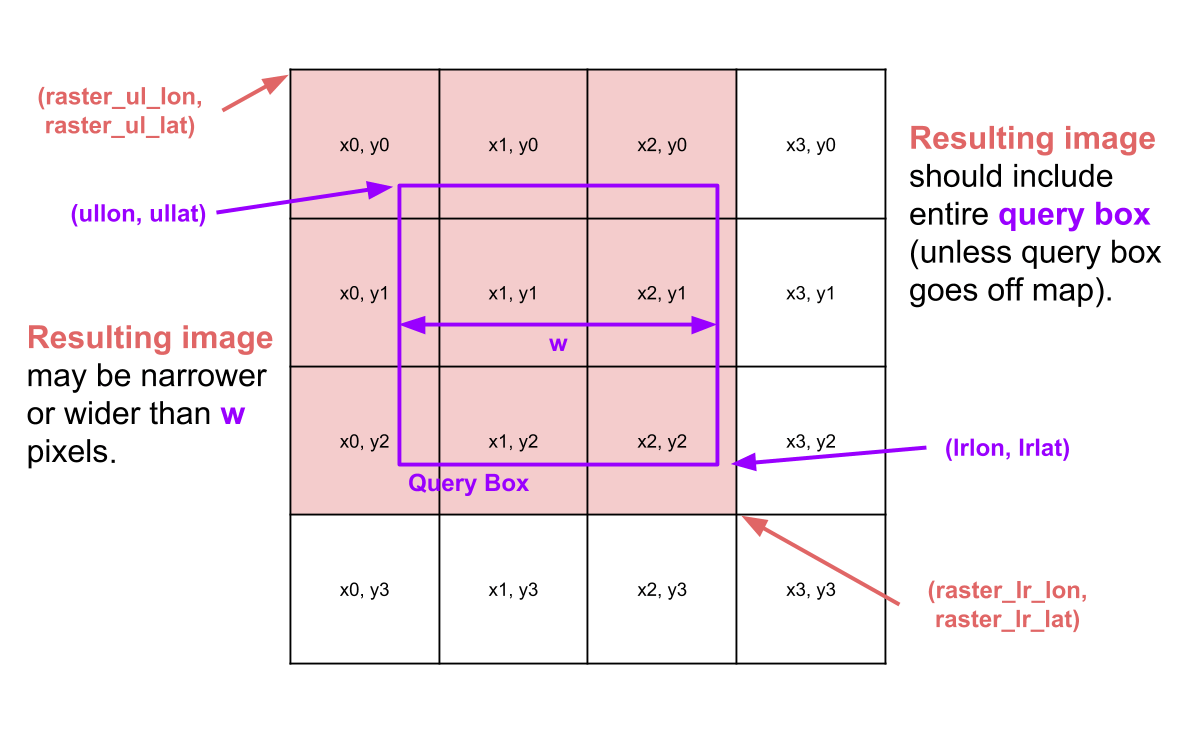 (raster_ul_lon,
raster_ul_lat)
(ullon, ullat)
Resulting image
may be narrower
or wider than w
pixels.
x0, y0
x1, y0
x2, y0
x3, y0
x0, y1
x1, y1
x2, y1
x3, y1
w
x0, y2
x1, y2
x2, y2
x3, y2
Query Box
x0, y3
x1, y3
x2, y3
x3, y3
Resulting image
should include
entire query box
(unless query box
goes off map).
(lrlon, lrlat)
(raster_lr_lon,
raster_lr_lat)